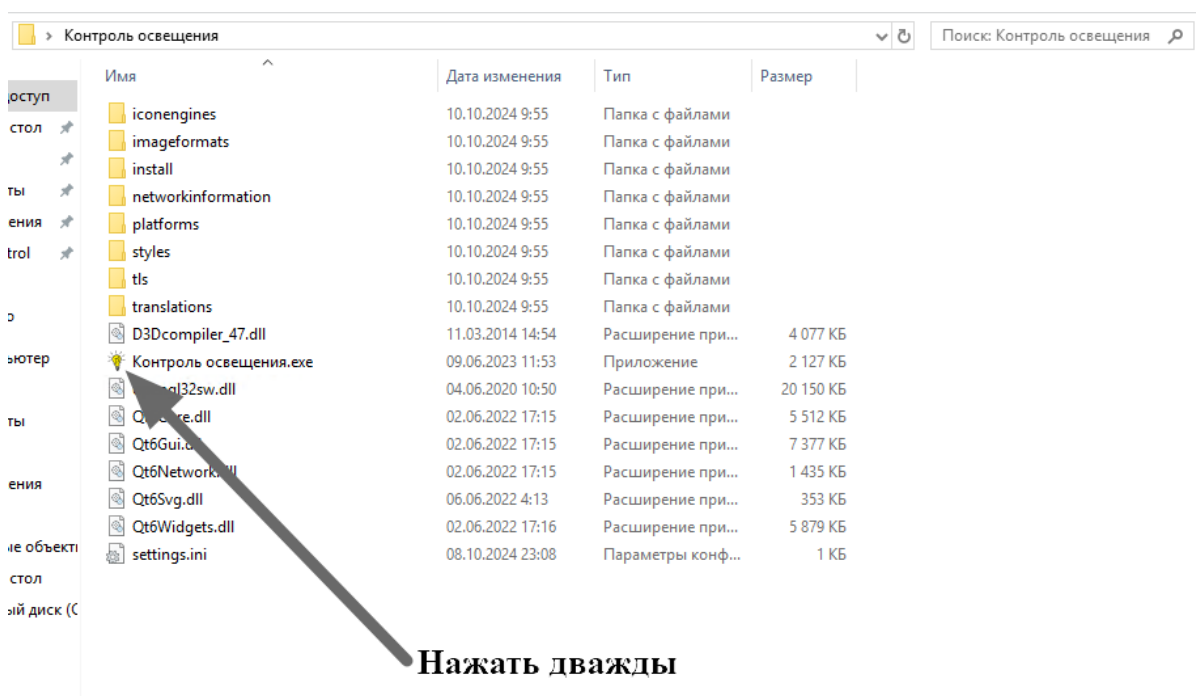 Контроль освещения
Поиск: Контроль освещения
Имя Дата изменения Тип Размер
доступ
стол
ты
ения
trol
ьютер
ты
ения
ые объекти
стол
ый диск (C
iconengines 10.10.2024 9:55 Папка с файлами
imageformats 10.10.2024 9:55 Папка с файлами
install 10.10.2024 9:55 Папка с файлами
networkinformation 10.10.2024 9:55 Папка с файлами
platforms 10.10.2024 9:55 Папка с файлами
styles 10.10.2024 9:55 Папка с файлами
tls 10.10.2024 9:55 Папка с файлами
translations 10.10.2024 9:55 Папка с файлами
D3Dcompiler_47.dll 11.03.2014 14:54 Расширение при... 4 077 КБ
Контроль освещения.exe 09.06.2023 11:53 Приложение 2 127 КБ
04.06.2020 10:50 Расширение при... 20 150 КБ
02.06.2022 17:15 Расширение при... 5 512 КБ
02.06.2022 17:15 Расширение при... 7 377 КБ
Qt6Network.dll 02.06.2022 17:15 Расширение при... 1 435 КБ
Qt6Svg.dll 06.06.2022 4:13 Расширение при... 353 КБ
Qt6Widgets.dll 02.06.2022 17:16 Расширение при... 5 879 КБ
settings.ini 08.10.2024 23:08 Параметры конф... 1 КБ
Нажать дважды